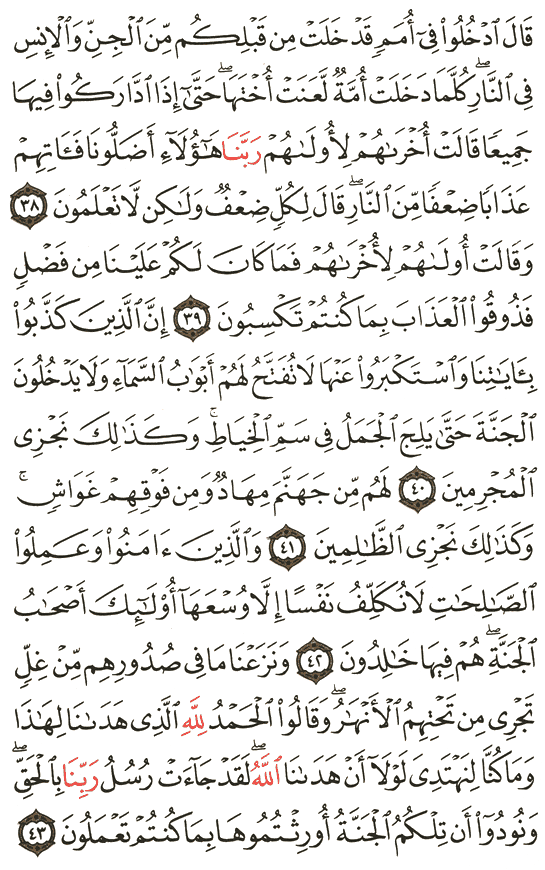 قَالَ ٱدْخُلُوا۟ فِىٓ أُمَمٍ قَدْ خَلَتْ مِن قَبْلِكُم مِّنَ ٱلْجِنِّ وَٱلْإِنسِ
فِى ٱلنَّارِ ۖ كُلَّمَا دَخَلَتْ أُمَّةٌ لَّعَنَتْ أُخْتَهَا ۖ حَتَّىٰٓ إِذَا ٱدَّارَكُوا۟ فِيهَا
جَمِيعًا قَالَتْ أُخْرَىٰهُمْ لِأُولَىٰهُمْ رَبَّنَا هَٰٓؤُلَآءِ أَضَلُّونَا فَـَٔاتِهِمْ
عَذَابًا ضِعْفًا مِّنَ ٱلنَّارِ ۖ قَالَ لِكُلٍّ ضِعْفٌ وَلَٰكِن لَّا تَعْلَمُونَ ٣٨
وَقَالَتْ أُولَىٰهُمْ لِأُخْرَىٰهُمْ فَمَا كَانَ لَكُمْ عَلَيْنَا مِن فَضْلٍ
فَذُوقُوا۟ ٱلْعَذَابَ بِمَا كُنتُمْ تَكْسِبُونَ ٣٩ إِنَّ ٱلَّذِينَ كَذَّبُوا۟
بِـَٔايَٰتِنَا وَٱسْتَكْبَرُوا۟ عَنْهَا لَا تُفَتَّحُ لَهُمْ أَبْوَٰبُ ٱلسَّمَآءِ وَلَا يَدْخُلُونَ
ٱلْجَنَّةَ حَتَّىٰ يَلِجَ ٱلْجَمَلُ فِى سَمِّ ٱلْخِيَاطِ ۚ وَكَذَٰلِكَ نَجْزِى
ٱلْمُجْرِمِينَ ٤٠ لَهُم مِّن جَهَنَّمَ مِهَادٌ وَمِن فَوْقِهِمْ غَوَاشٍ ۚ
وَكَذَٰلِكَ نَجْزِى ٱلظَّٰلِمِينَ ٤١ وَٱلَّذِينَ ءَامَنُوا۟ وَعَمِلُوا۟
ٱلصَّٰلِحَٰتِ لَا نُكَلِّفُ نَفْسًا إِلَّا وُسْعَهَآ أُو۟لَٰٓئِكَ أَصْحَٰبُ
ٱلْجَنَّةِ ۖ هُمْ فِيهَا خَٰلِدُونَ ٤٢ وَنَزَعْنَا مَا فِى صُدُورِهِم مِّنْ غِلٍّ
تَجْرِى مِن تَحْتِهِمُ ٱلْأَنْهَٰرُ ۖ وَقَالُوا۟ ٱلْحَمْدُ لِلَّهِ ٱلَّذِى هَدَىٰنَا لِهَٰذَا
وَمَا كُنَّا لِنَهْتَدِىَ لَوْلَآ أَنْ هَدَىٰنَا ٱللَّهُ ۖ لَقَدْ جَآءَتْ رُسُلُ رَبِّنَا بِٱلْحَقِّ ۖ
وَنُودُوٓا۟ أَن تِلْكُمُ ٱلْجَنَّةُ أُورِثْتُمُوهَا بِمَا كُنتُمْ تَعْمَلُونَ ٤٣